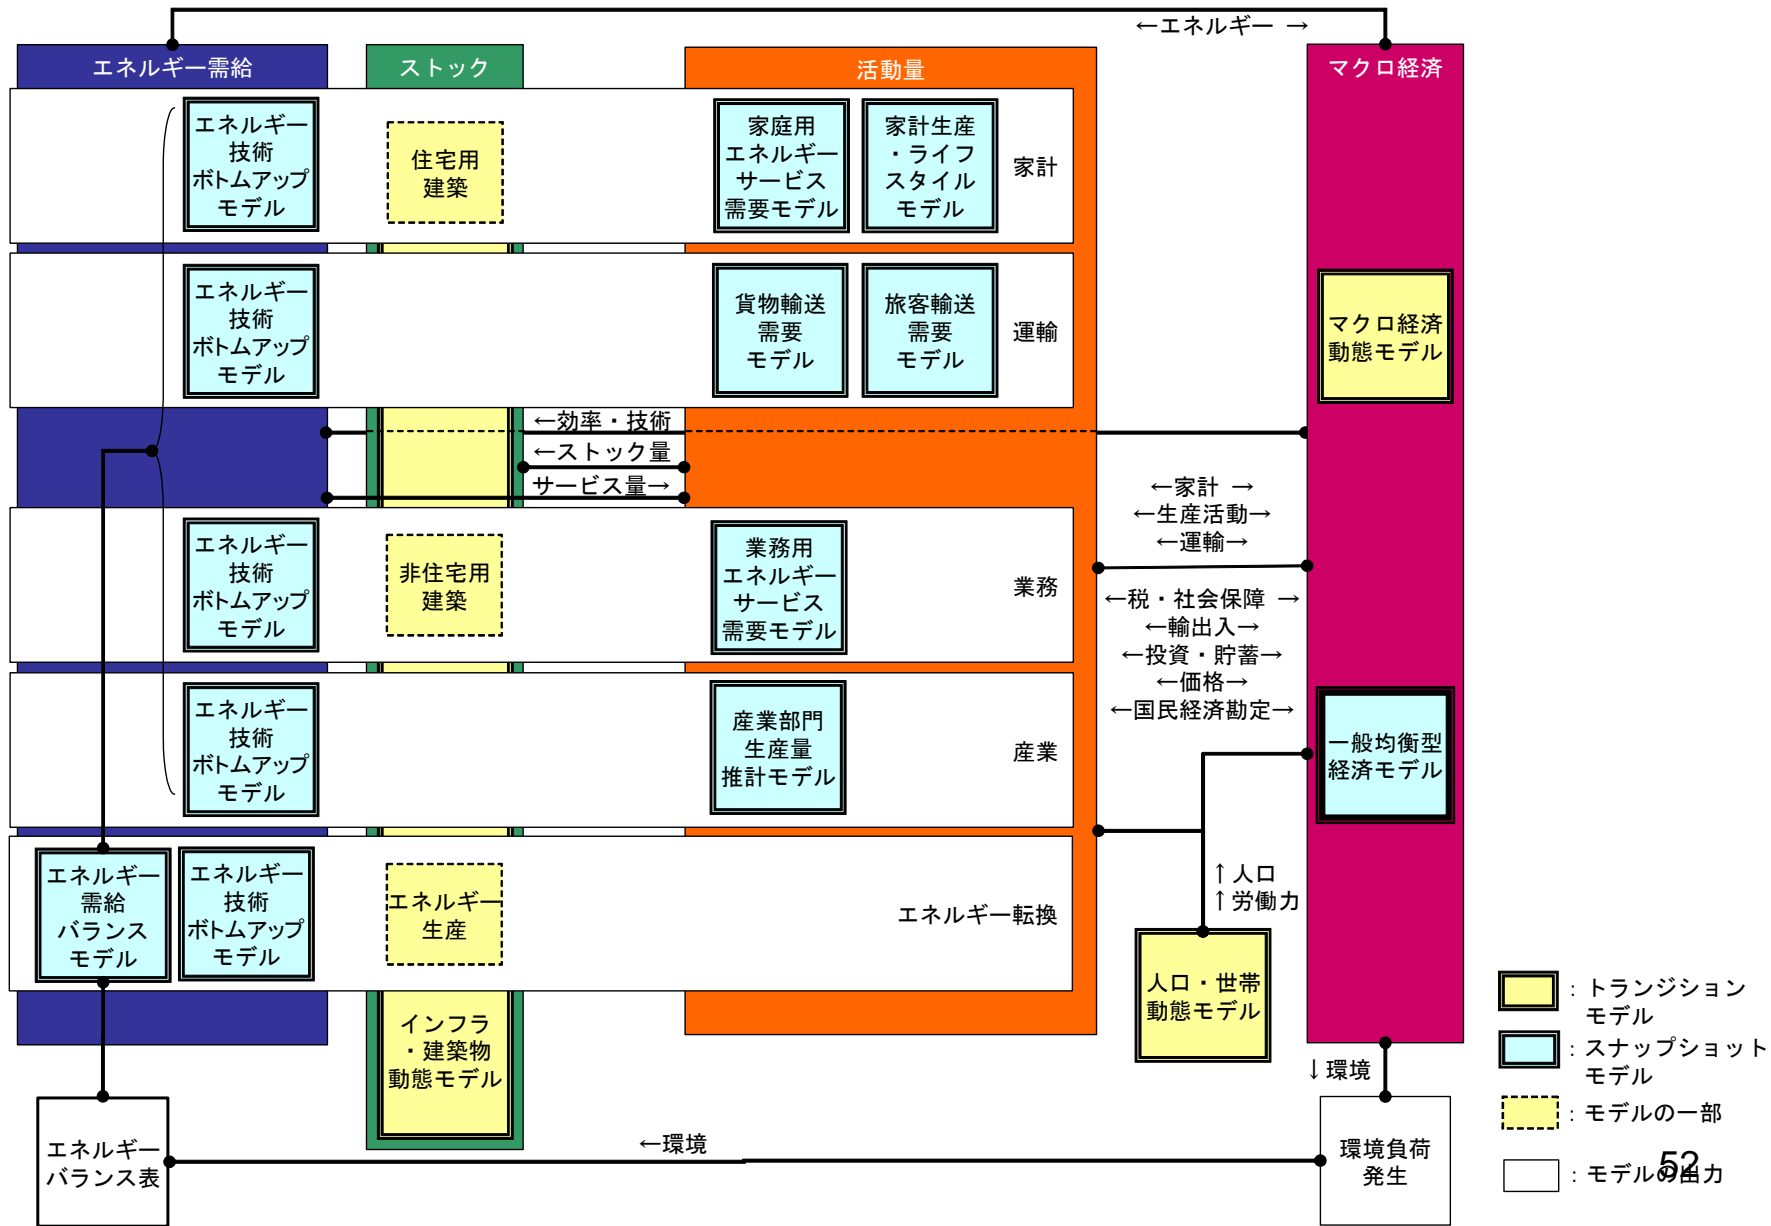 ←エネルギー →
エネルギー需給
ストック
活動量
マクロ経済
エネルギー
技術
ボトムアップ
モデル
住宅用
建築
家庭用
エネルギー
サービス
需要モデル
家計生産
・ライフ
スタイル
モデル
家計
エネルギー
技術
ボトムアップ
モデル
貨物輸送
需要
モデル
旅客輸送
需要
モデル
運輸
マクロ経済
動態モデル
←効率・技術
←ストック量
サービス量→
←家計 →
←生産活動→
←運輸→
エネルギー
技術
ボトムアップ
モデル
非住宅用
建築
業務用
エネルギー
サービス
需要モデル
業務
←税・社会保障 →
←輸出入→
←投資・貯蓄→
←価格→
←国民経済勘定→
エネルギー
技術
ボトムアップ
モデル
産業部門
生産量
推計モデル
産業
一般均衡型
経済モデル
エネルギー
需給
バランス
モデル
エネルギー
技術
ボトムアップ
モデル
エネルギー
生産
エネルギー転換
↑人口
↑労働力
人口・世帯
動態モデル
インフラ
・建築物
動態モデル
↓環境
エネルギー
バランス表
←環境
環境負荷
発生
：トランジション
モデル
：スナップショット
モデル
：モデルの一部
：モデルの出力
52